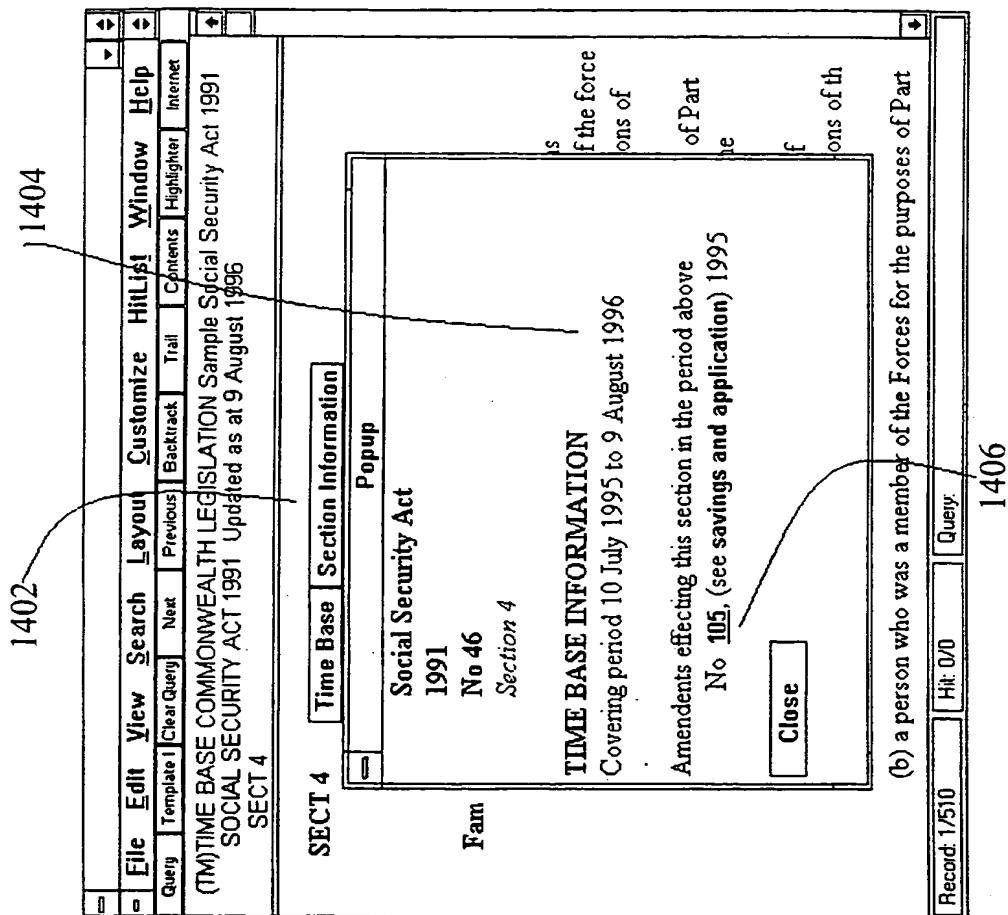 1402
1404
File Edit View Search Layout Customize HitList Window Help
Query Template I Clear Query Next Previous Backtrack Trail Contents Highlighter Internet
(TM)TIME BASE COMMONWEALTH LEGISLATION Sample Social Security Act 1991
SOCIAL SECURITY ACT 1991 Updated as at 9 August 1996
SECT 4
SECT 4
Time Base Section Information
Popup
Social Security Act
1991
No 46
Section 4
Fam
is
f the force
ons of
TIME BASE INFORMATION
Covering period 10 July 1995 to 9 August 1996
of Part
ne
Amendents effecting this section in the period above
No 105, (see savings and application) 1995
f
ons of th
Close
(b) a person who was a member of the Forces for the purposes of Part
Record: 1/510 Hit: 0/0 Query:
1406